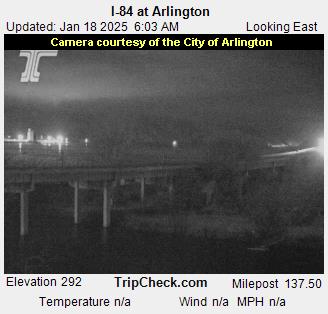 I-84 at Arlington
Updated: Jan 18 2025 6:03 AM Looking East
Camera courtesy of the City of Arlington
Elevation 292 TripCheck.com Milepost 137.50
Temperature n/a Wind n/a MPH n/a